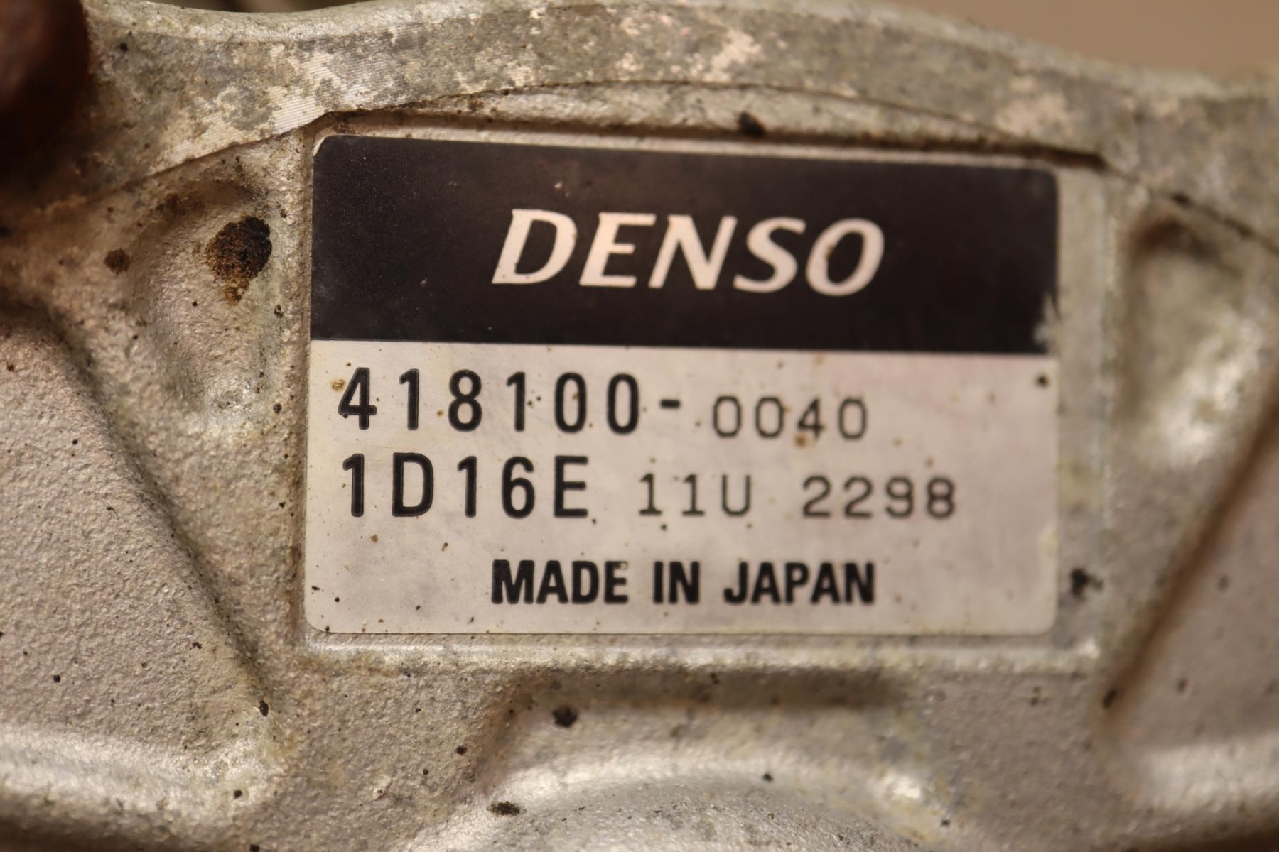 DENSO
418100-0040
1D16E 11U 2298
MADE IN JAPAN